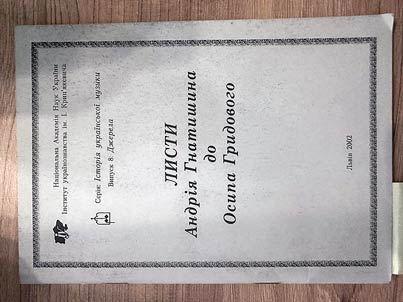 Національна Академія Наук України
Інститут українознавства ім. І. Крип'якевича
Серія: Історія української музики
Випуск 8: Джерела
ЛИСТИ
Андрія Гнатишина
до
Осипа Гридового
Львів 2002